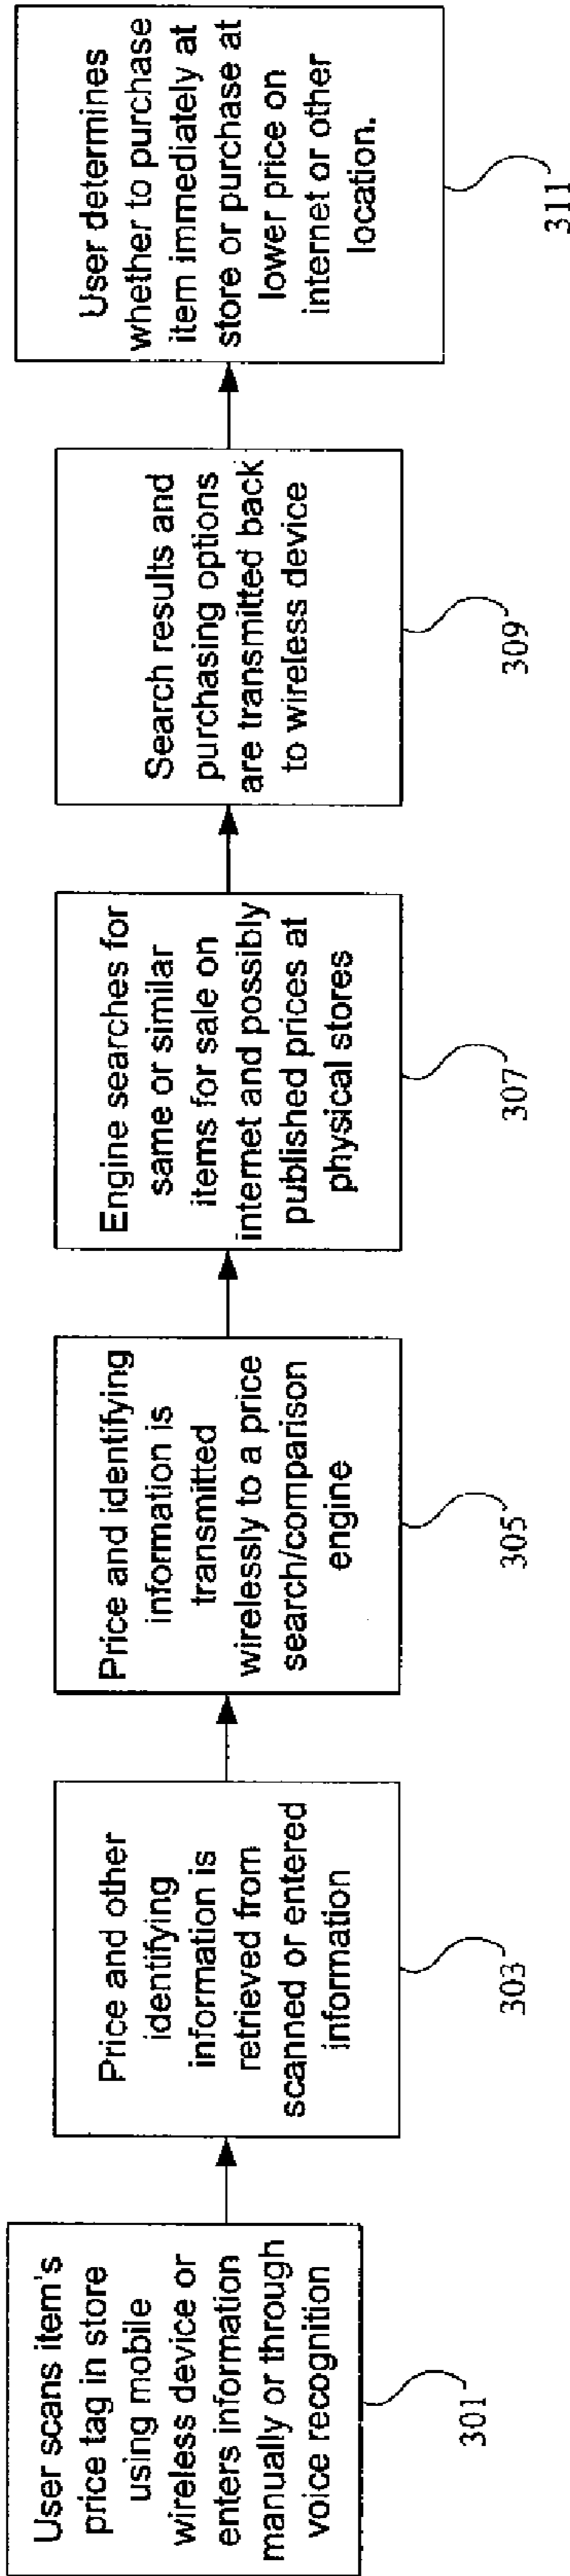 User scans item's
price tag in store
using mobile
wireless device or
enters information
manually or through
voice recognition
301
Price and other
identifying
information is
retrieved from
scanned or entered
information
303
Price and identifying
information is
transmitted
wirelessly to a price
search/comparison
engine
305
Engine searches for
same or similar
items for sale on
internet and possibly
published prices at
physical stores
307
Search results and
purchasing options
are transmitted back
to wireless device
309
User determines
whether to purchase
item immediately at
store or purchase at
lower price on
internet or other
location.
311